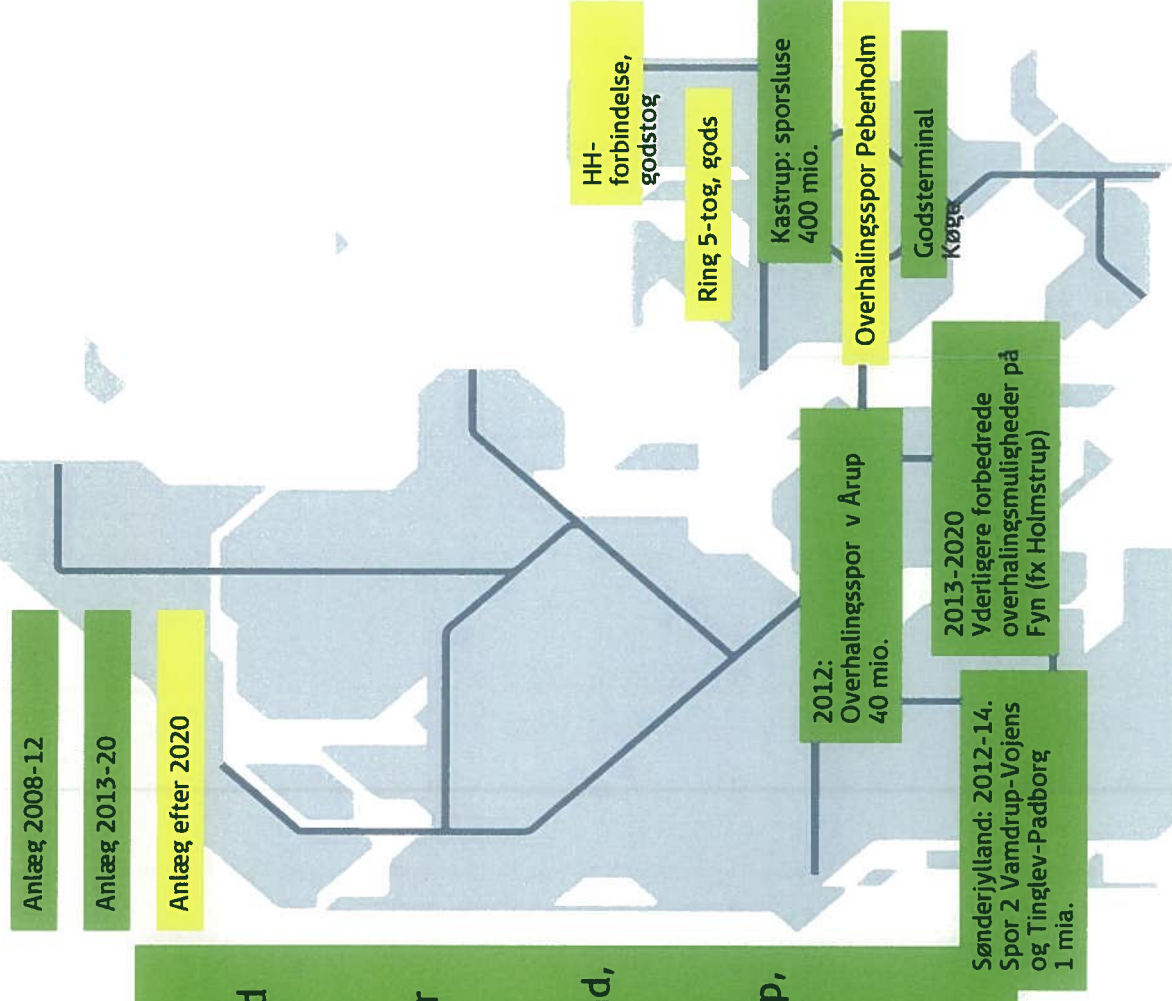 Anlæg 2008-12
Anlæg 2013-20
Anlæg efter 2020
HH-
forbindelse,
godstog
Ring 5-tog, gods
Kastrup: sporsluse
400 mio.
Overhalingsspor Peberholm
Godsterminal
Køge
2012:
Overhalingsspor v Årup
40 mio.
2013-2020
Yderligere forbedrede
overhalingsmuligheder på
Fyn (fx Holmstrup)
Sønderjylland: 2012-14.
Spor 2 Vamdrup-Vojens
og Tinglev-Padborg
1 mia.